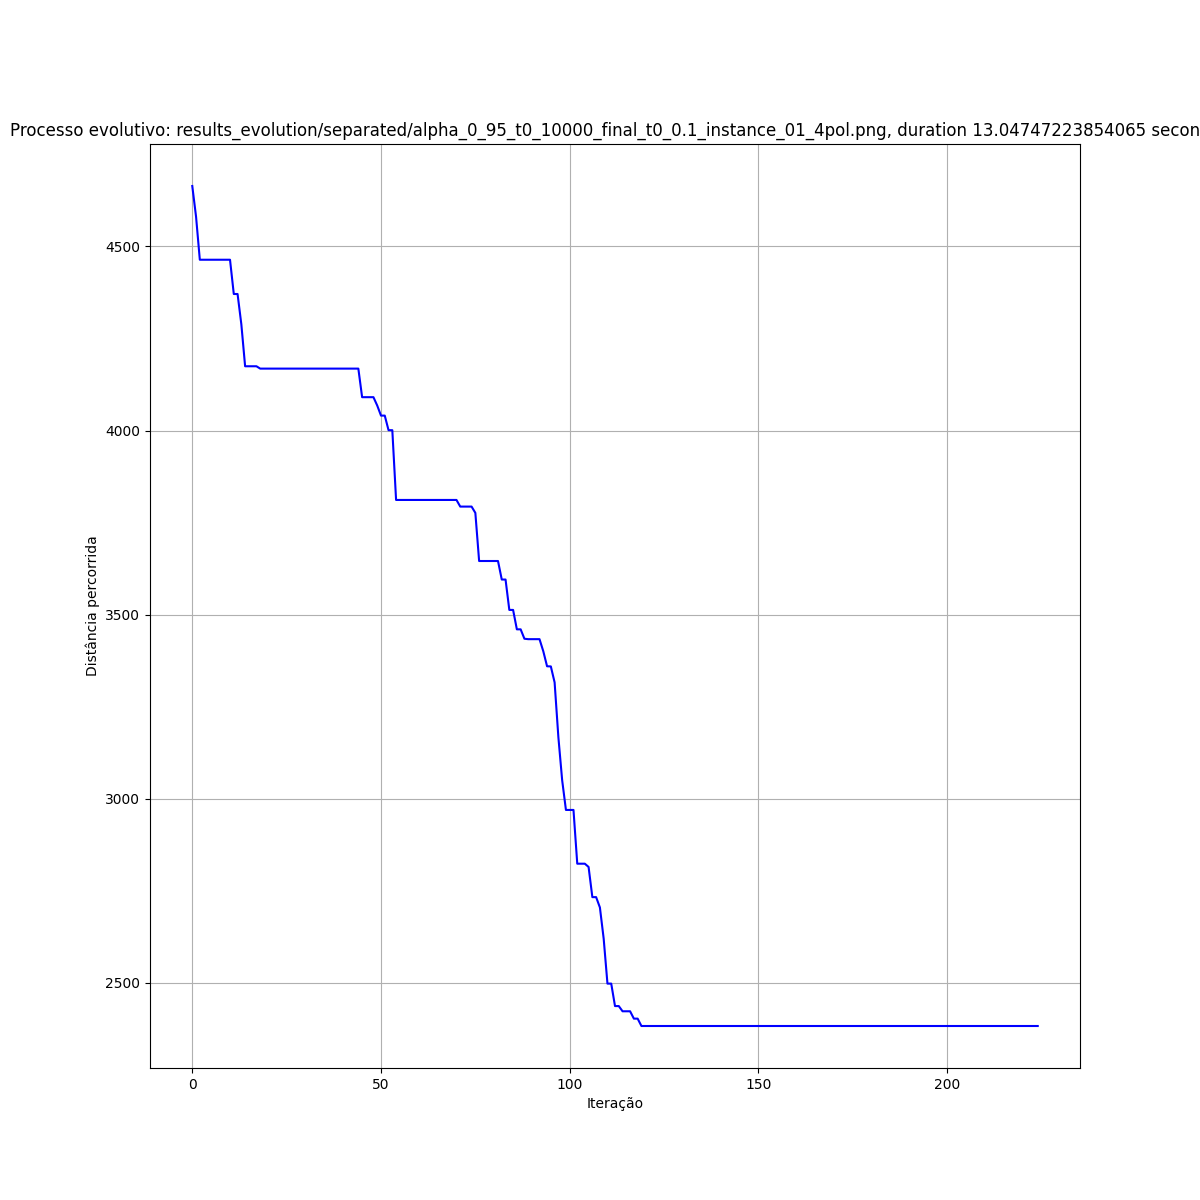 Processo evolutivo: results_evolution/separated/alpha_0_95_t0_10000_final_t0_0.1_instance_01_4pol.png, duration 13.04747223854065 secon
4500
4000
3500
3000
2500
Distância percorrida
0 50 100 150 200
Iteração